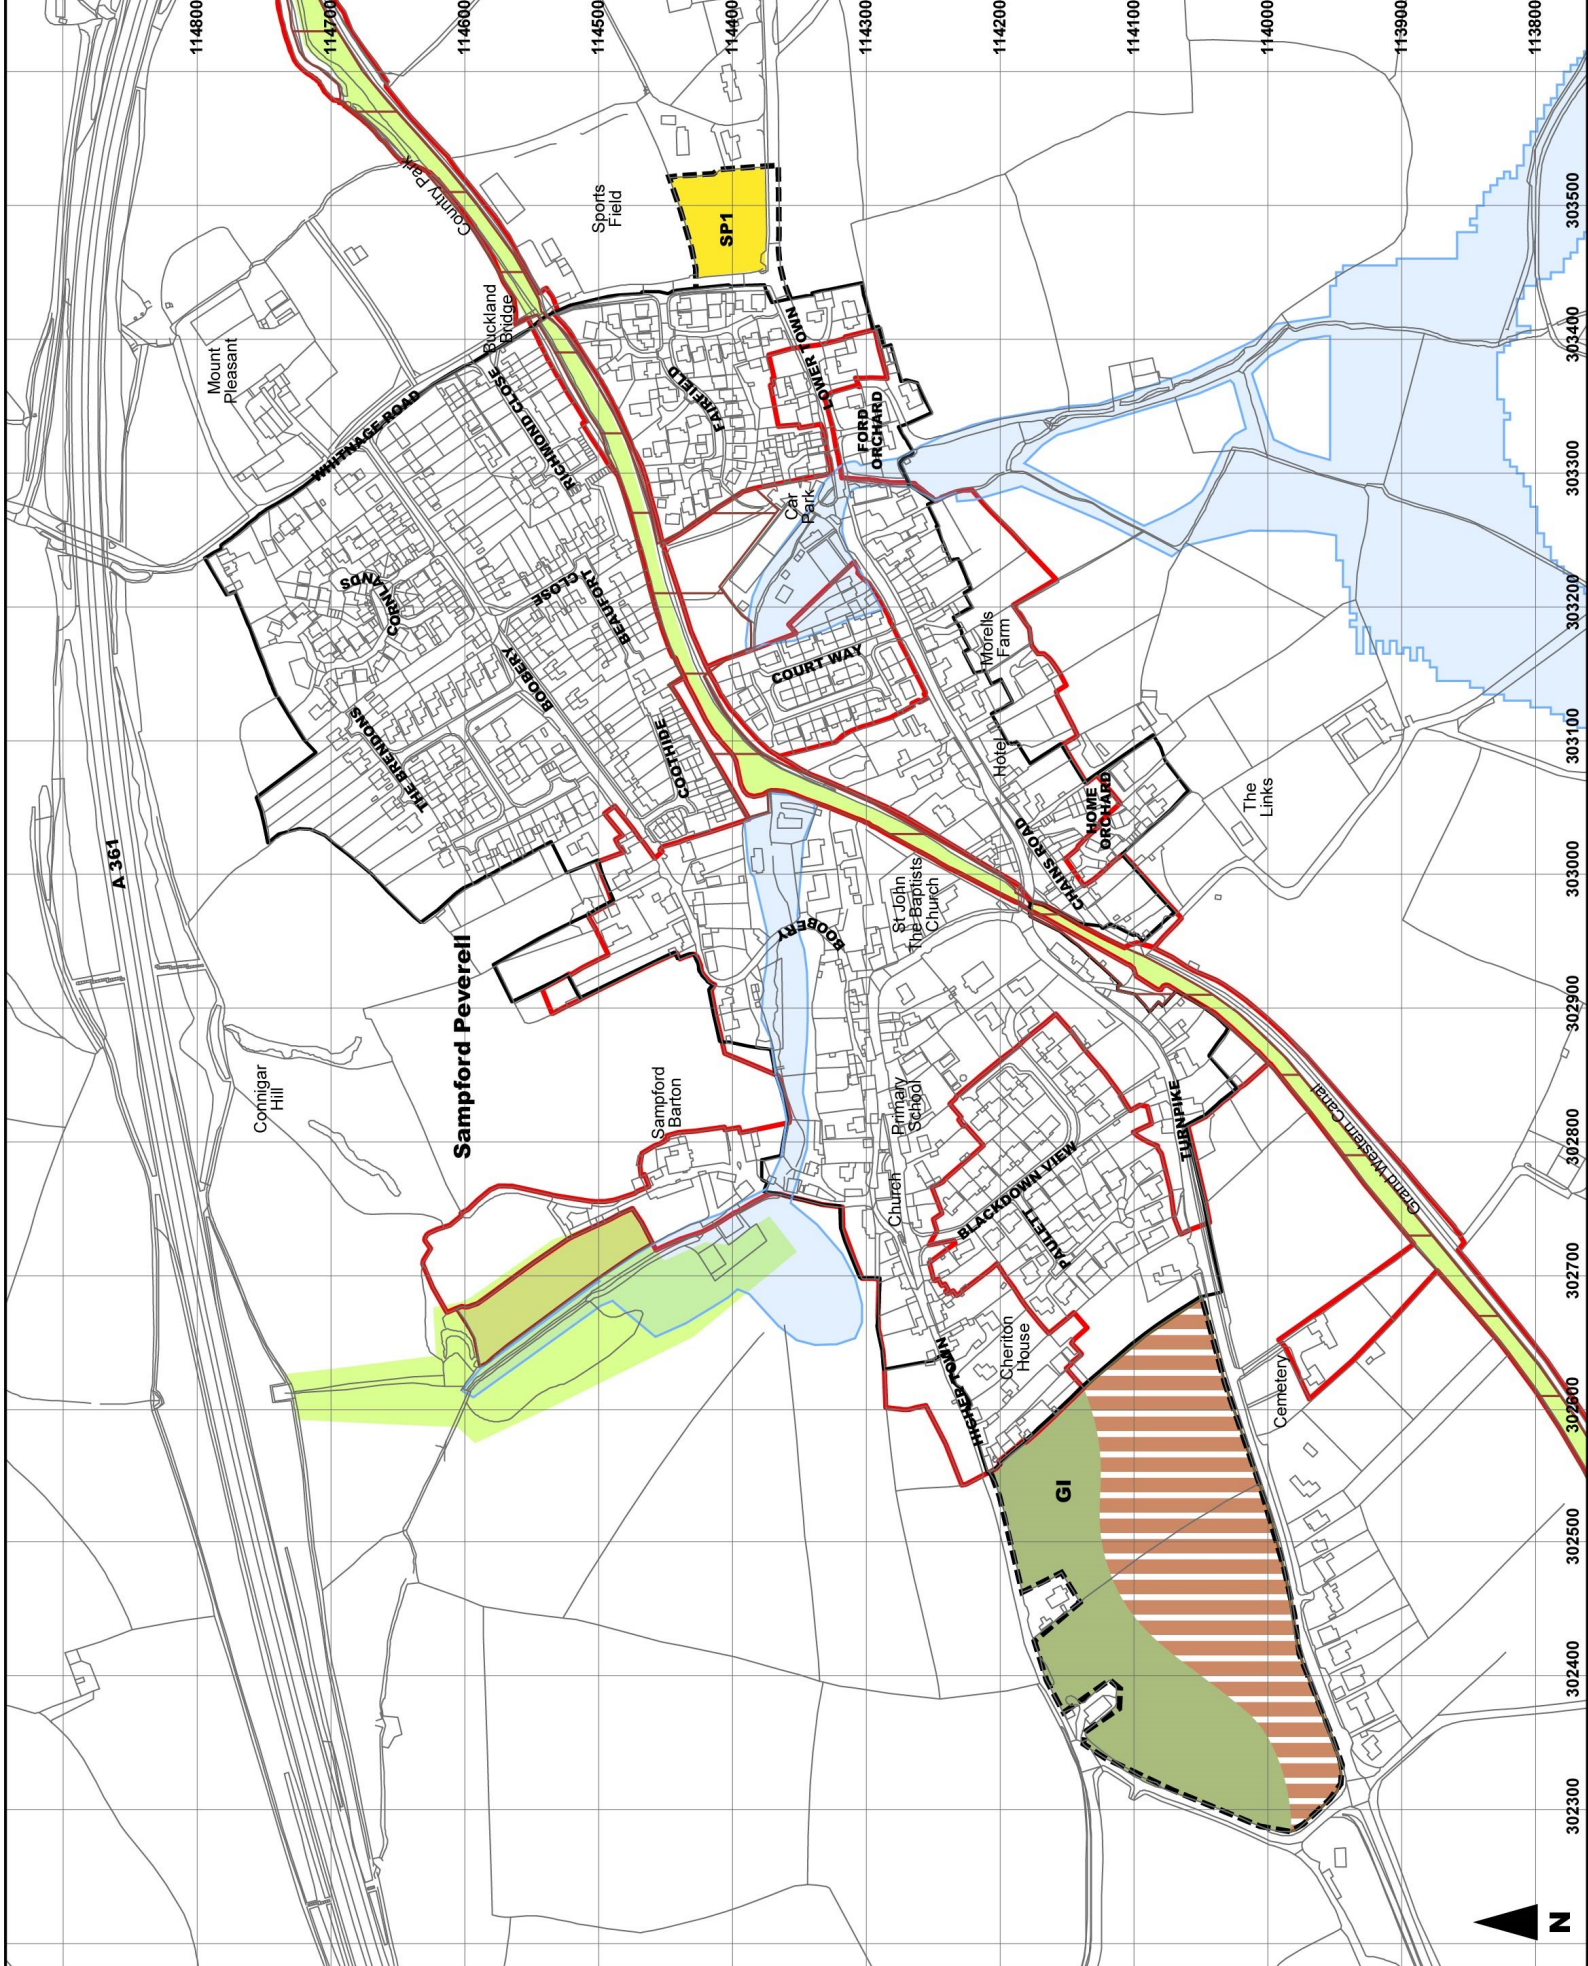 114800
114700
114600
114500
114400
114300
114200
114100
114000
113900
113800
Country Park
Sports
Field
303500
SP1
Buckland
Bridge
Mount
Pleasant
303400
LOWER TOWN
WHITNAGE ROAD
RICHMOND CLOSE
FAIRFIELD
FORD
ORCHARD
303300
Car
Park
CORNLANDS
BEAUFORT CLOSE
303200
Morells
Farm
BOOBERY
COURT WAY
THE BRENDONS
COOTHIDE
303100
Hotel
HOME
ORCHARD
The
Links
A 361
CHAINS ROAD
303000
St John
The Baptists
Church
BOOBERY
Sampford Peverell
302900
Connigar
Hill
Sampford
Barton
Primary
School
TURNPIKE
Grand Western Canal
302800
Church
BLACKDOWN VIEW
PAULETT
302700
Cheriton
House
HIGHER TOWN
Cemetery
302600
GI
302500
302400
302300
N